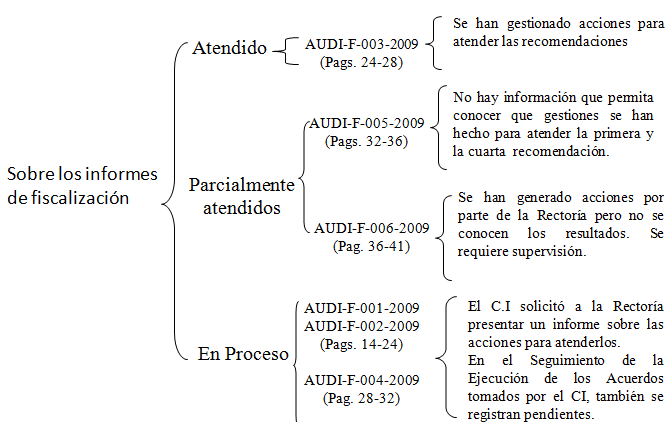 Sobre los informes
de fiscalización
Atendido
AUDI-F-003-2009
(Pags. 24-28)
Se han gestionado acciones para
atender las recomendaciones
Parcialmente
atendidos
AUDI-F-005-2009
(Pags. 32-36)
No hay información que permita
conocer que gestiones se han
hecho para atender la primera y
la cuarta recomendación.
AUDI-F-006-2009
(Pag. 36-41)
Se han generado acciones por
parte de la Rectoría pero no se
conocen los resultados. Se
requiere supervisión.
En Proceso
AUDI-F-001-2009
AUDI-F-002-2009
(Pags. 14-24)
AUDI-F-004-2009
(Pag. 28-32)
El C.I solicitó a la Rectoría
presentar un informe sobre las
acciones para atenderlos.
En el Seguimiento de la
Ejecución de los Acuerdos
tomados por el CI, también se
registran pendientes.